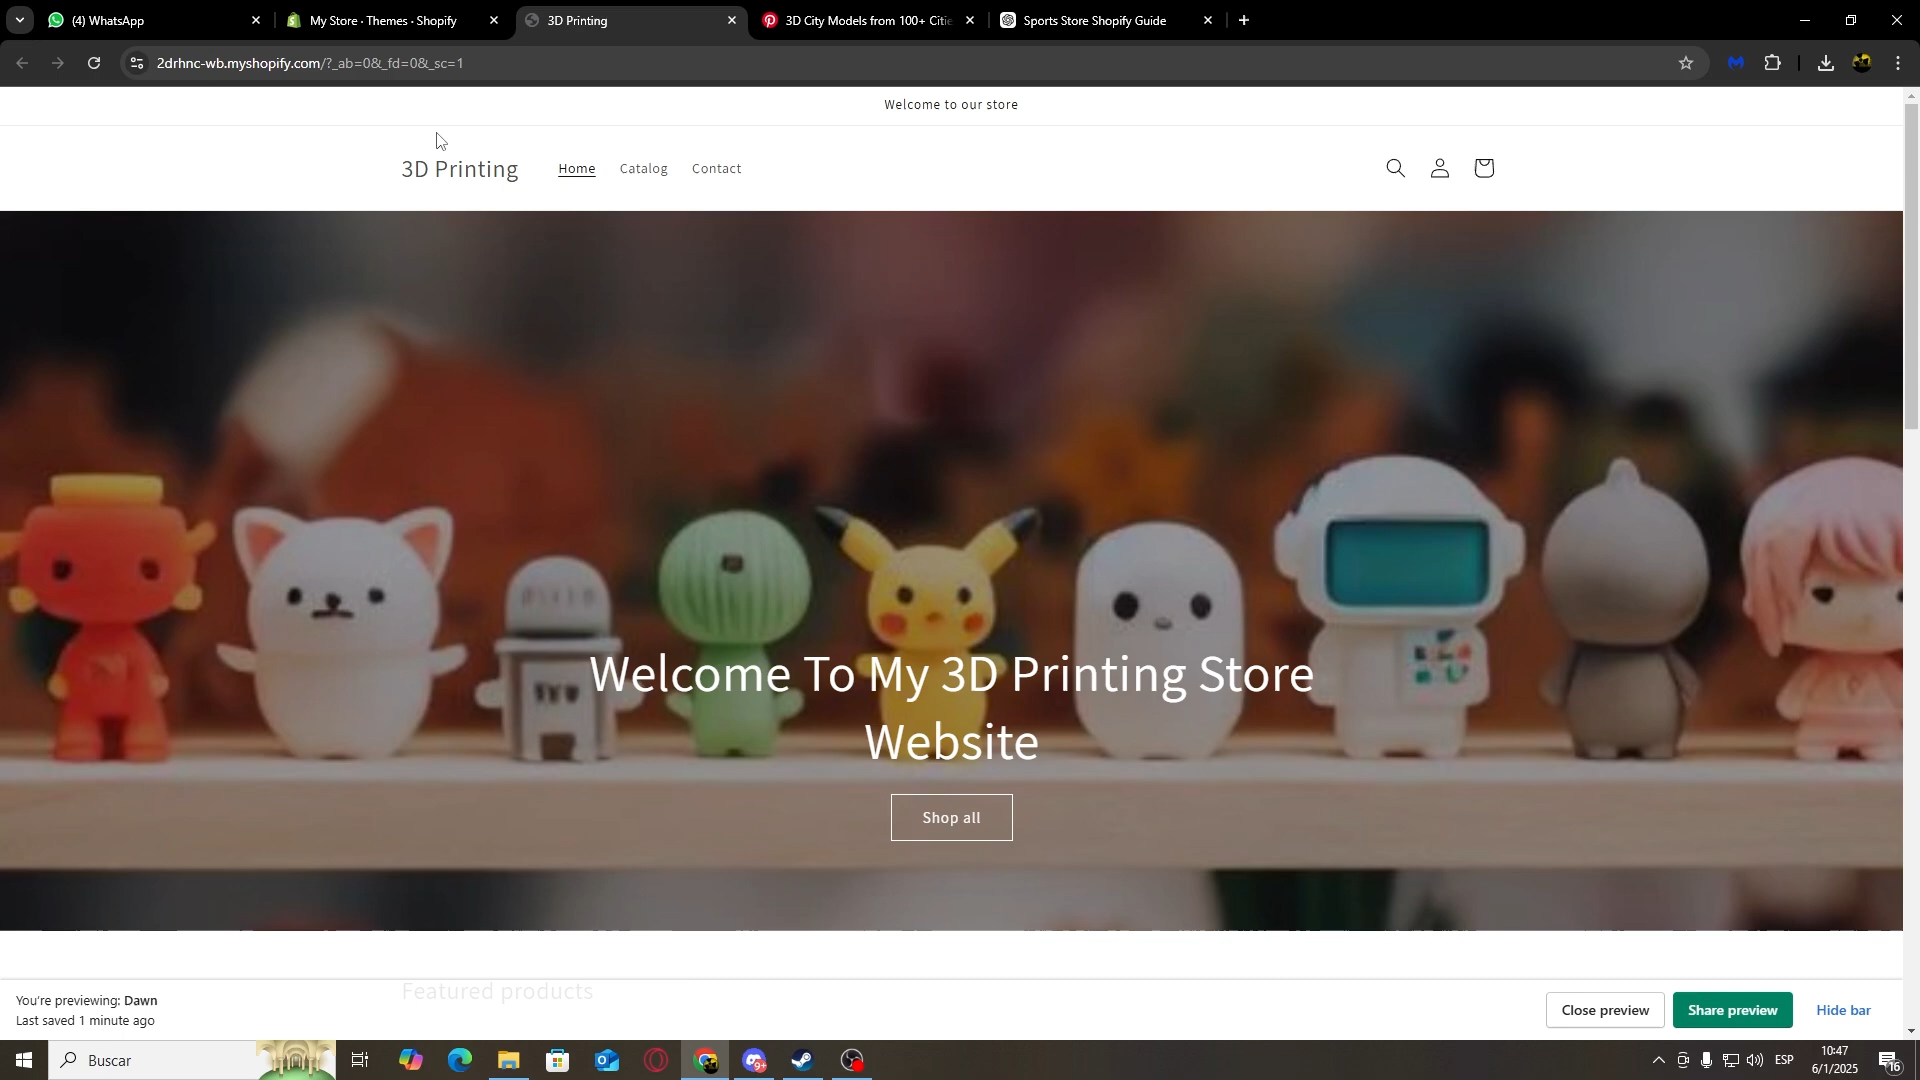 (4) WhatsApp
My Store · Themes · Shopify
3D Printing
3D City Models from 100+ Citie
Sports Store Shopify Guide
2drhnc-wb.myshopify.com/?_ab=0&_fd=0&_sc=1
Welcome to our store
3D Printing
Home
Catalog
Contact
Welcome To My 3D Printing Store
Website
Shop all
Featured products
You're previewing: Dawn
Last saved 1 minute ago
Close preview
Share preview
Hide bar
Buscar
9+
ESP
10:47
6/1/2025
16